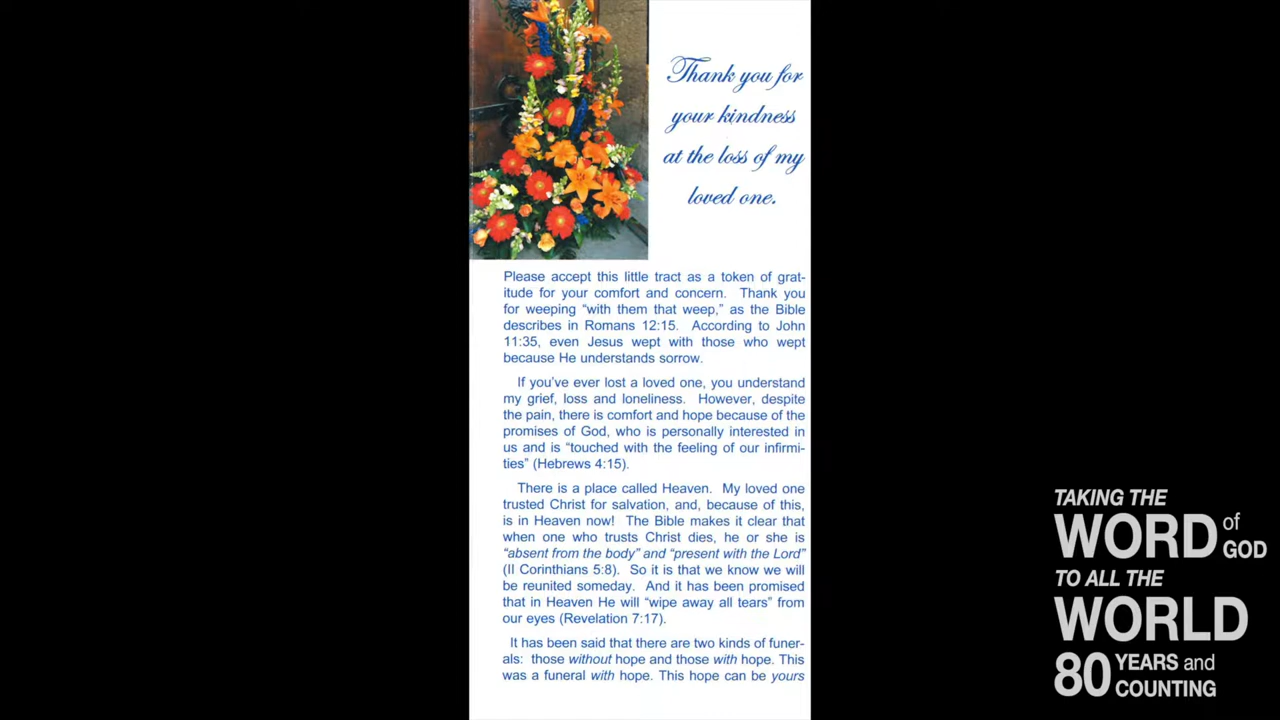 Thank you for
your kindness
at the loss of my
loved one.
Please accept this little tract as a token of grat-
itude for your comfort and concern. Thank you
for weeping “with them that weep,” as the Bible
describes in Romans 12:15. According to John
11:35, even Jesus wept with those who wept
because He understands sorrow.
If you’ve ever lost a loved one, you understand
my grief, loss and loneliness. However, despite
the pain, there is comfort and hope because of the
promises of God, who is personally interested in
us and is “touched with the feeling of our infirmi-
ties” (Hebrews 4:15).
There is a place called Heaven. My loved one
trusted Christ for salvation, and, because of this,
is in Heaven now! The Bible makes it clear that
when one who trusts Christ dies, he or she is
“absent from the body” and “present with the Lord”
(II Corinthians 5:8). So it is that we know we will
be reunited someday. And it has been promised
that in Heaven He will “wipe away all tears” from
our eyes (Revelation 7:17).
It has been said that there are two kinds of funer-
als: those without hope and those with hope. This
was a funeral with hope. This hope can be yours
TAKING THE
WORD of GOD
TO ALL THE
WORLD
80 YEARS and COUNTING